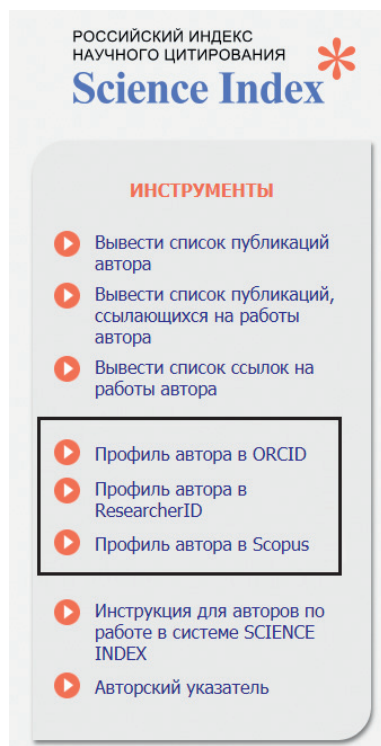 РОССИЙСКИЙ ИНДЕКС
НАУЧНОГО ЦИТИРОВАНИЯ
Science Index
ИНСТРУМЕНТЫ
Вывести список публикаций
автора
Вывести список публикаций,
ссылающихся на работы
автора
Вывести список ссылок на
работы автора
Профиль автора в ORCID
Профиль автора в
ResearcherID
Профиль автора в Scopus
Инструкция для авторов по
работе в системе SCIENCE
INDEX
Авторский указатель